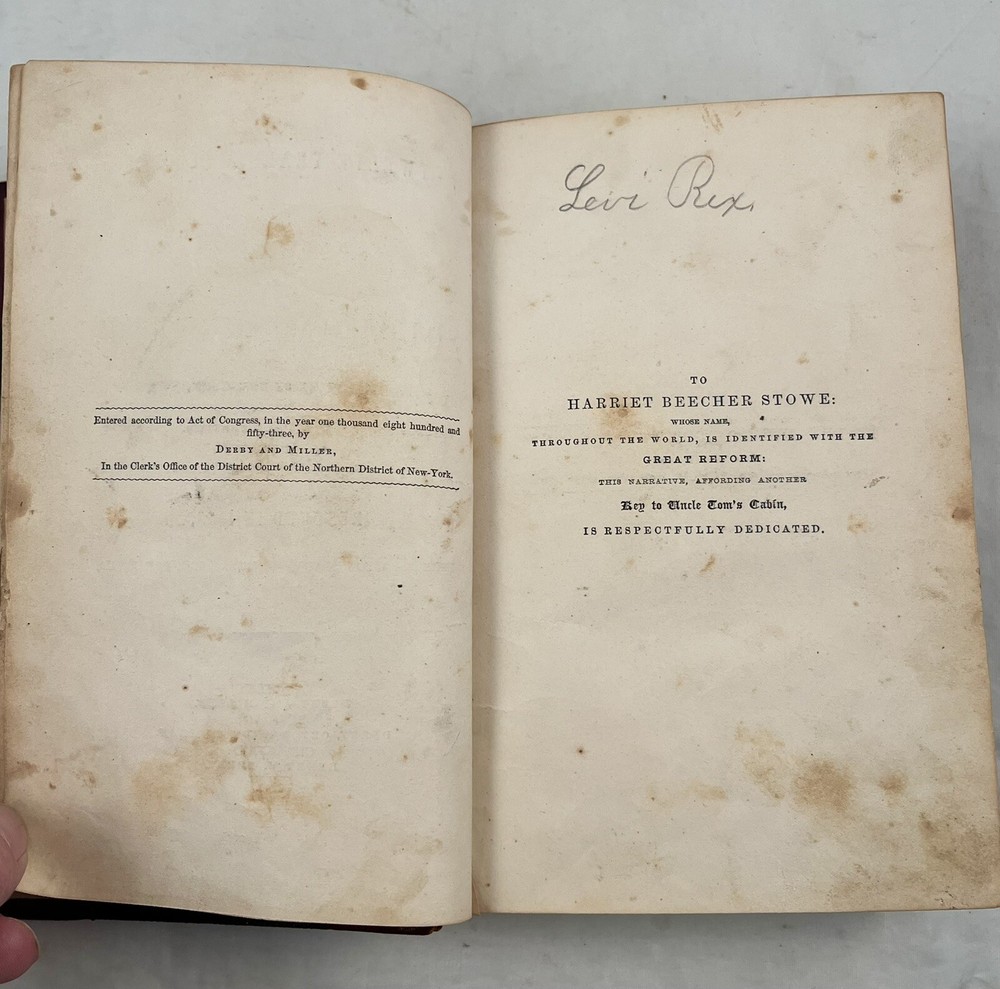 Entered according to Act of Congress, in the year one thousand eight hundred and
fifty-three, by
Derby and Miller,
In the Clerk's Office of the District Court of the Northern District of New-York.
Levi Rex.
TO
HARRIET BEECHER STOWE:
WHOSE NAME,
THROUGHOUT THE WORLD, IS IDENTIFIED WITH THE
GREAT REFORM:
THIS NARRATIVE, AFFORDING ANOTHER
Key to Uncle Tom's Cabin,
IS RESPECTFULLY DEDICATED.